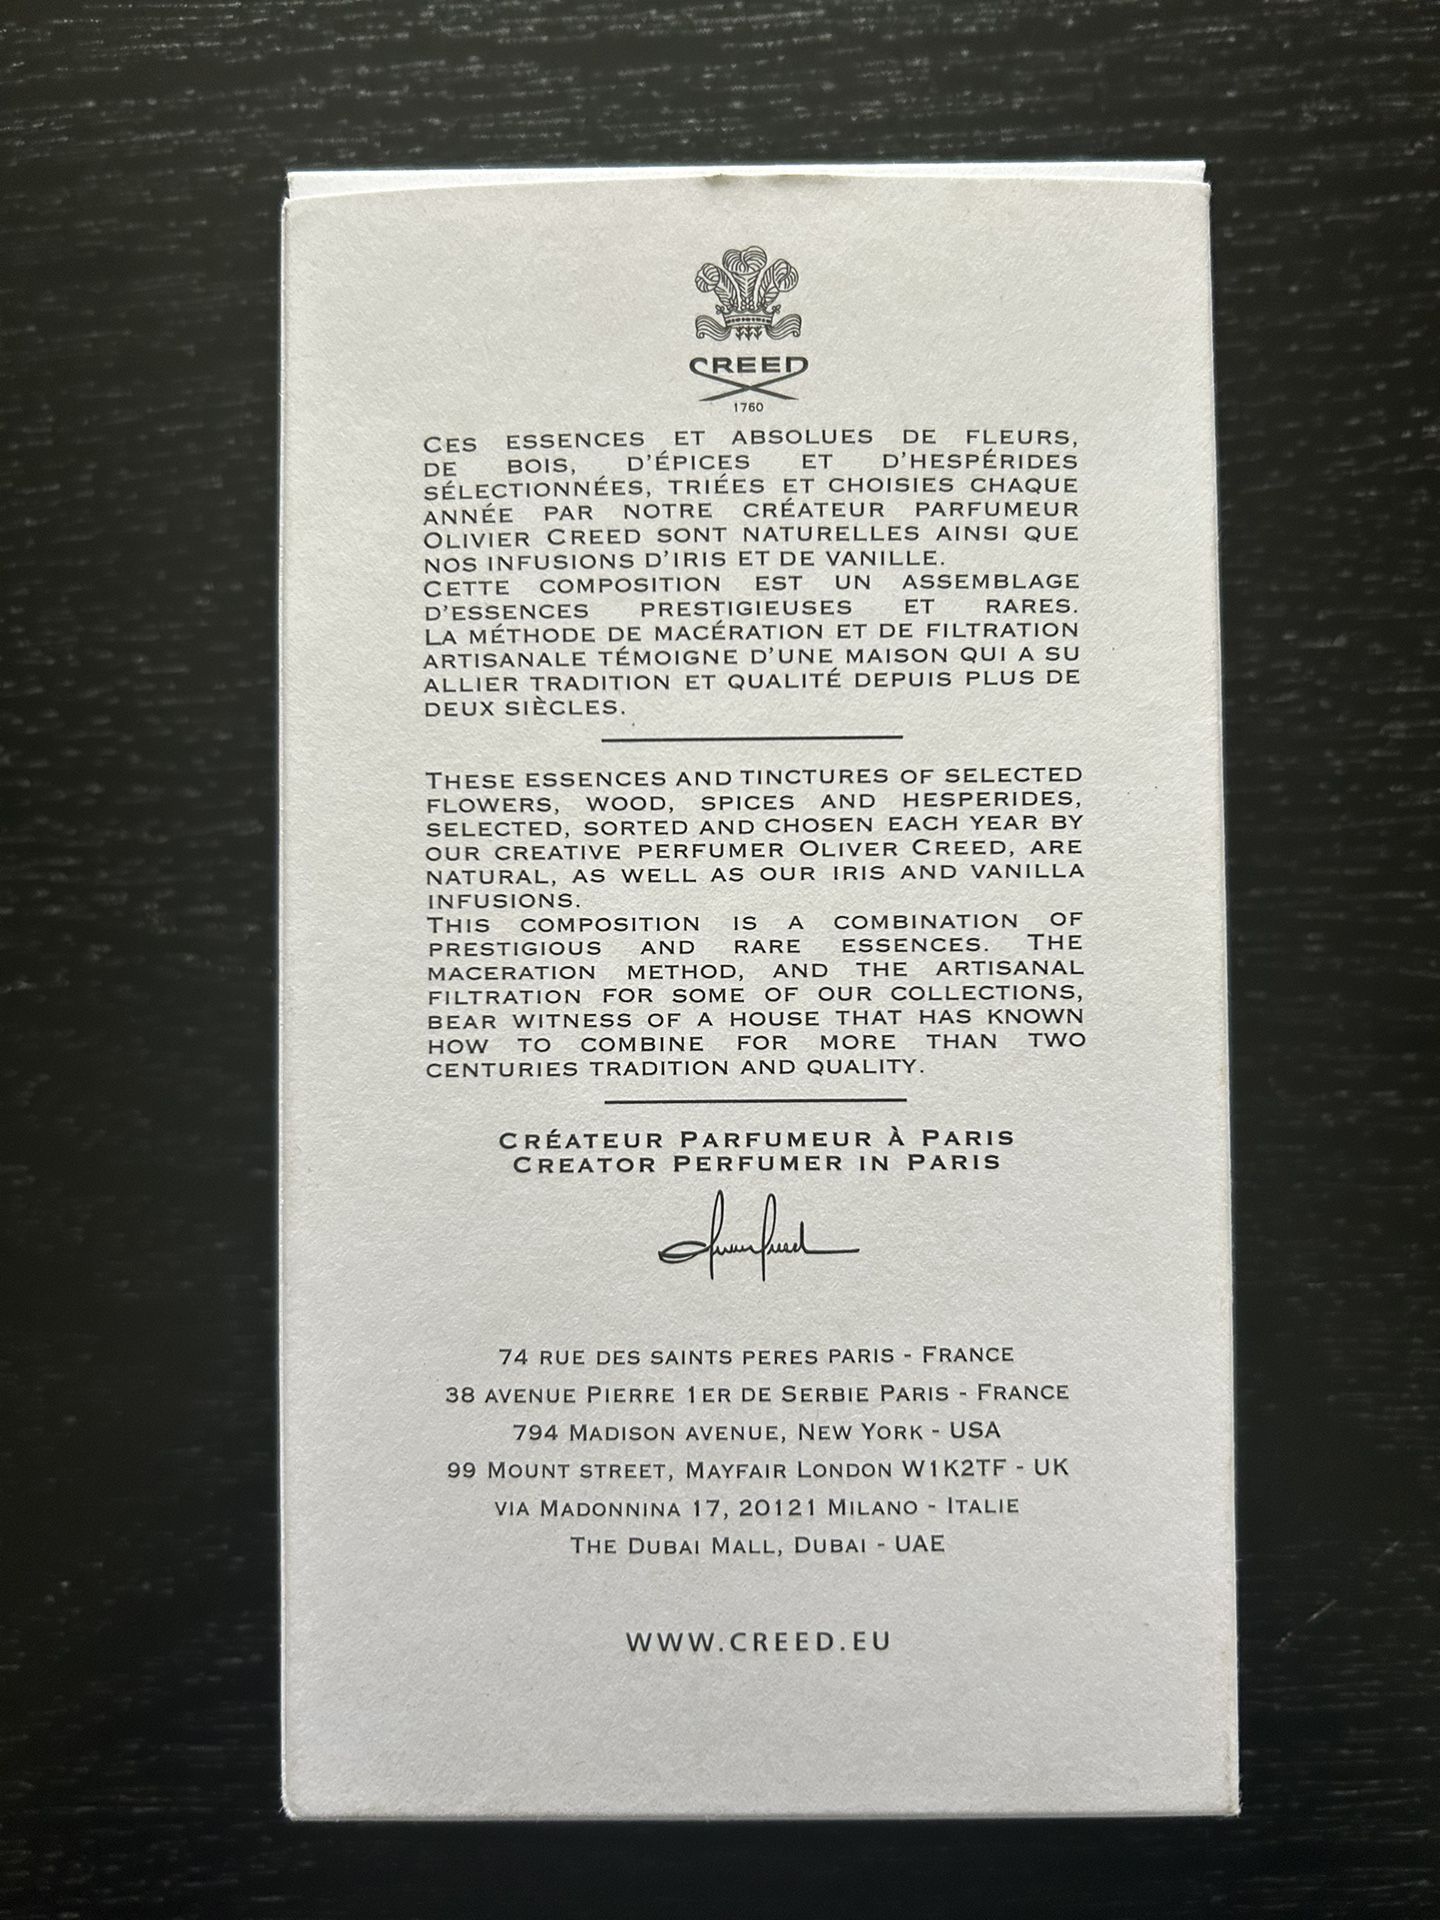 CREED
1760
CES ESSENCES ET ABSOLUES DE FLEURS,
DE BOIS, D'ÉPICES ET D'HESPÉRIDES
SÉLECTIONNÉES, TRIÉES ET CHOISIES CHAQUE
ANNÉE PAR NOTRE CRÉATEUR PARFUMEUR
OLIVIER CREED SONT NATURELLES AINSI QUE
NOS INFUSIONS D'IRIS ET DE VANILLE.
CETTE COMPOSITION EST UN ASSEMBLAGE
D'ESSENCES PRESTIGIEUSES ET RARES.
LA MÉTHODE DE MACÉRATION ET DE FILTRATION
ARTISANALE TÉMOIGNE D'UNE MAISON QUI A SU
ALLIER TRADITION ET QUALITÉ DEPUIS PLUS DE
DEUX SIÈCLES.
THESE ESSENCES AND TINCTURES OF SELECTED
FLOWERS, WOOD, SPICES AND HESPERIDES,
SELECTED, SORTED AND CHOSEN EACH YEAR BY
OUR CREATIVE PERFUMER OLIVER CREED, ARE
NATURAL, AS WELL AS OUR IRIS AND VANILLA
INFUSIONS.
THIS COMPOSITION IS A COMBINATION OF
PRESTIGIOUS AND RARE ESSENCES. THE
MACERATION METHOD, AND THE ARTISANAL
FILTRATION FOR SOME OF OUR COLLECTIONS,
BEAR WITNESS OF A HOUSE THAT HAS KNOWN
HOW TO COMBINE FOR MORE THAN TWO
CENTURIES TRADITION AND QUALITY.
CRÉATEUR PARFUMEUR À PARIS
CREATOR PERFUMER IN PARIS
74 RUE DES SAINTS PERES PARIS - FRANCE
38 AVENUE PIERRE 1ER DE SERBIE PARIS - FRANCE
794 MADISON AVENUE, NEW YORK - USA
99 MOUNT STREET, MAYFAIR LONDON W1K2TF - UK
VIA MADONNINA 17, 20121 MILANO - ITALIE
THE DUBAI MALL, DUBAI - UAE
WWW.CREED.EU